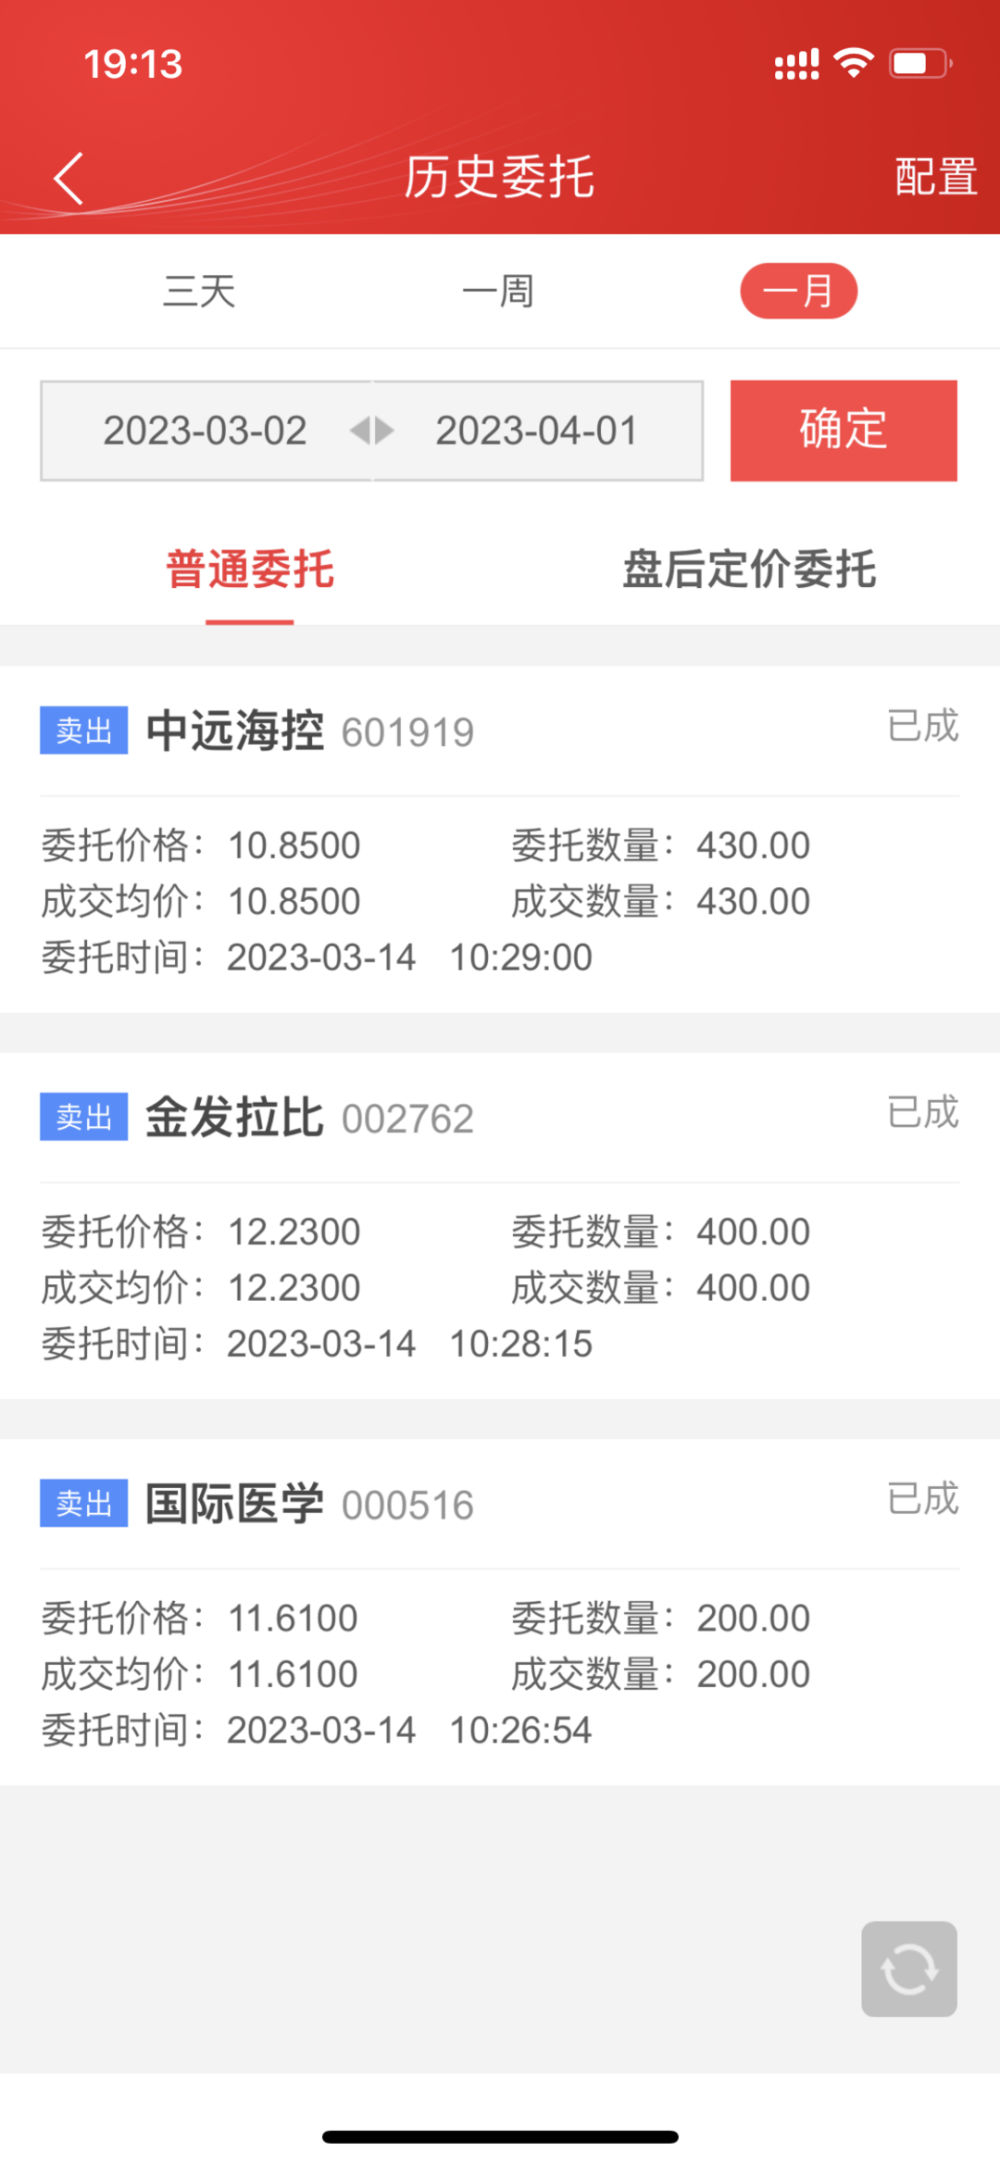 19:13
历史委托 配置
三天 一周 一月
2023-03-02 2023-04-01 确定
普通委托 盘后定价委托
卖出 中远海控 601919 已成
委托价格：10.8500 委托数量：430.00
成交均价：10.8500 成交数量：430.00
委托时间：2023-03-14 10:29:00
卖出 金发拉比 002762 已成
委托价格：12.2300 委托数量：400.00
成交均价：12.2300 成交数量：400.00
委托时间：2023-03-14 10:28:15
卖出 国际医学 000516 已成
委托价格：11.6100 委托数量：200.00
成交均价：11.6100 成交数量：200.00
委托时间：2023-03-14 10:26:54